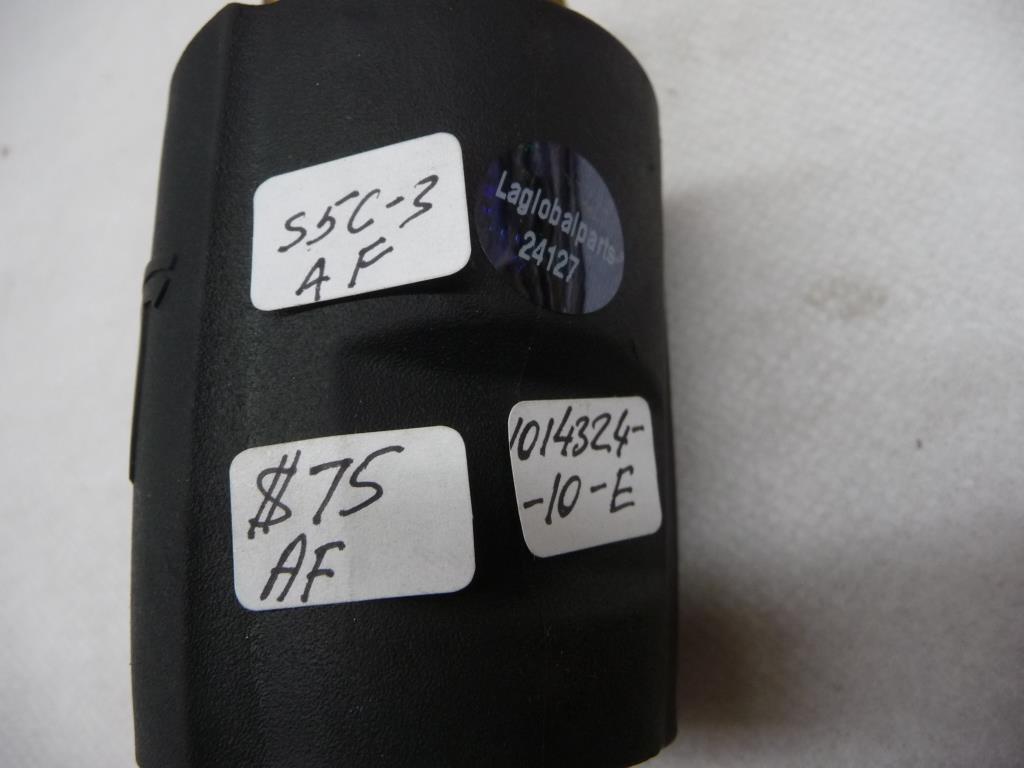 S5C-3
AF
Laglobalparts
24127
$75
AF
1014324-
-10-E